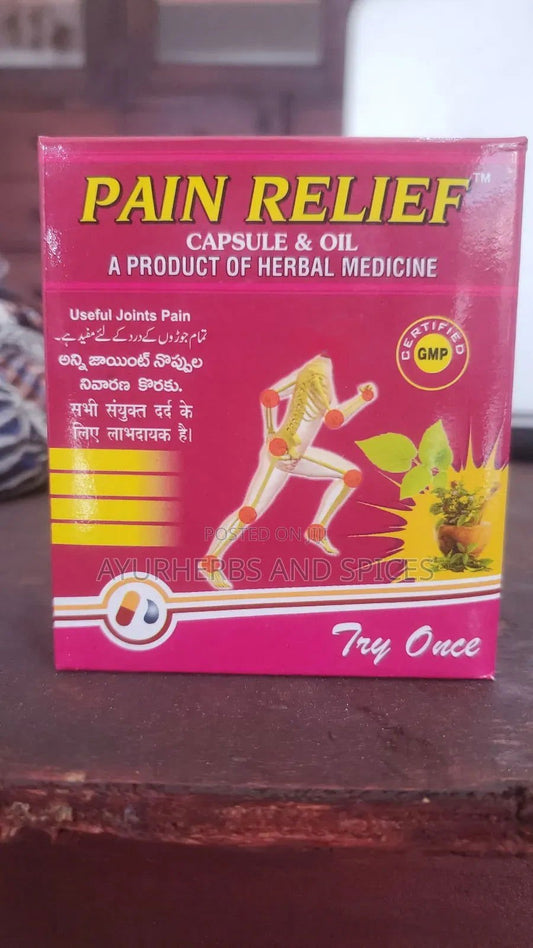 PAIN RELIEF™
CAPSULE & OIL
A PRODUCT OF HERBAL MEDICINE
Useful Joints Pain
تمام جوڑوں کے درد کے لئے مفید ہے۔
అన్ని జాయింట్ నొప్పుల
నివారణ కొరకు.
सभी संयुक्त दर्द के
लिए लाभदायक है।
CERTIFIED
GMP
POSTED ON
AYURHERBS AND SPICES
Try Once